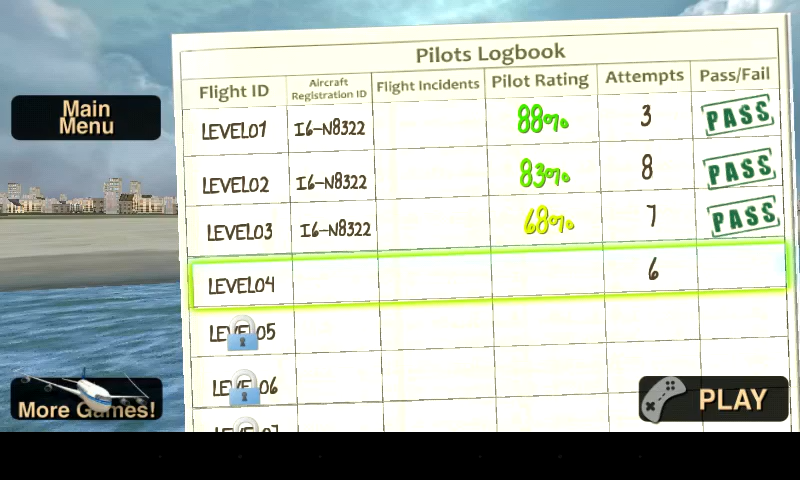 Pilots Logbook
Flight ID Aircraft Registration ID Flight Incidents Pilot Rating Attempts Pass/Fail
LEVEL01 I6-N8322 88% 3 PASS
LEVEL02 I6-N8322 83% 8 PASS
LEVEL03 I6-N8322 68% 7 PASS
LEVEL04 6
LEVEL05
LEVEL06
Main
Menu
More Games!
PLAY